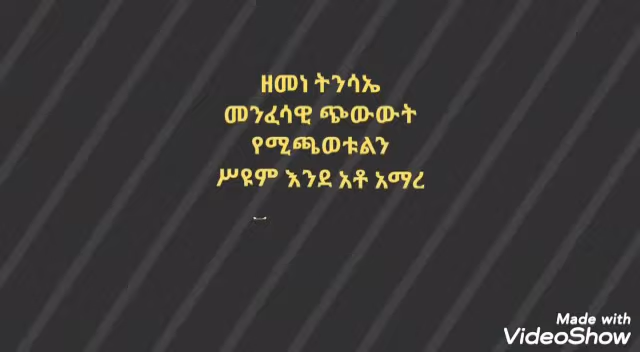 ዘመነ ትንሳኤ
መንፈሳዊ ጭውውት
የሚጫወቱልን
ሥዩም እንደ አቶ አማረ
Made with
VideoShow